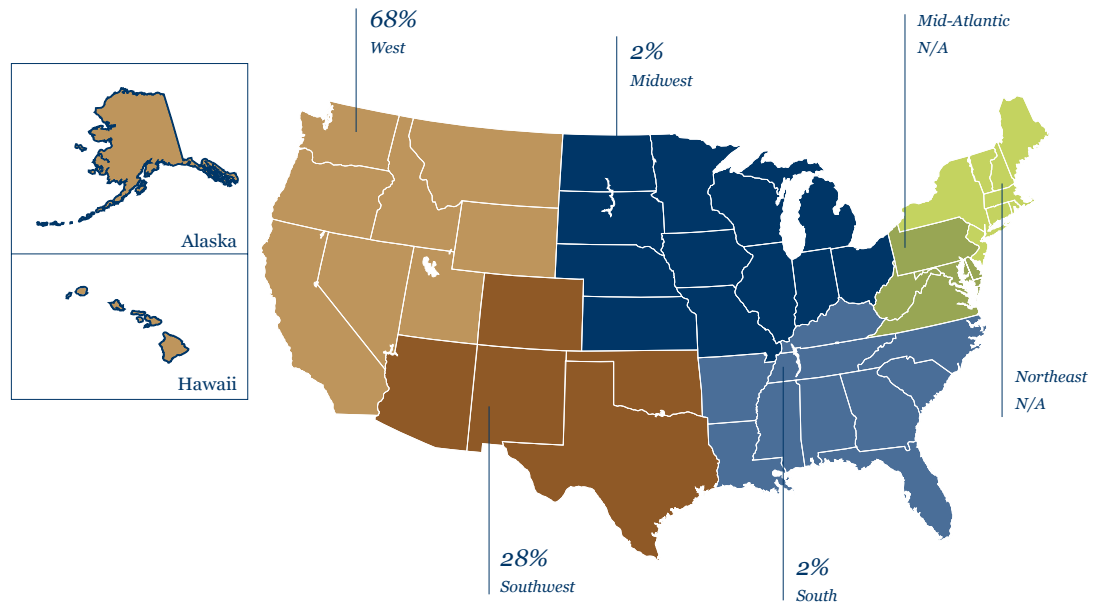 68%
West
2%
Midwest
Mid-Atlantic
N/A
Alaska
Hawaii
Northeast
N/A
28%
Southwest
2%
South